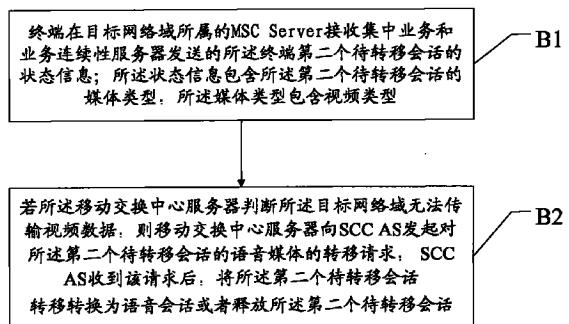 终端在目标网络域所属的MSC Server接收集中业务和
业务连续性服务器发送的所述终端第二个待转移会话的
状态信息；所述状态信息包含所述第二个待转移会话的
媒体类型，所述媒体类型包含视频类型
B1
若所述移动交换中心服务器判断所述目标网络域无法传
输视频数据，则移动交换中心服务器向SCC AS发起对
所述第二个待转移会话的语音媒体的转移请求； SCC
AS收到该请求后，将所述第二个待转移会话
转移转换为语音会话或者释放所述第二个待转移会话
B2